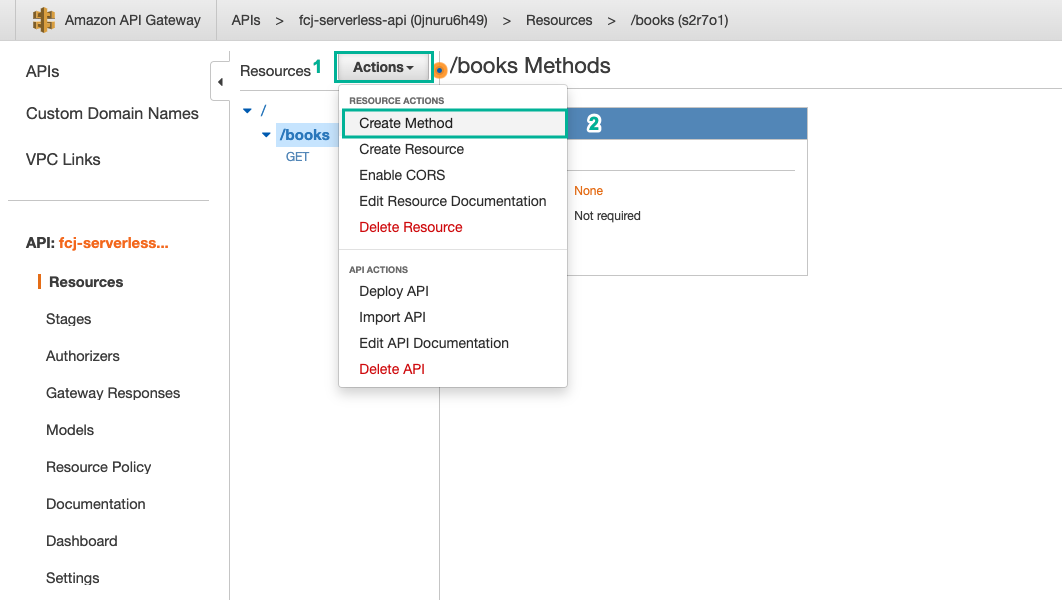 Amazon API Gateway APIs > fcj-serverless-api (0jnuru6h49) > Resources > /books (s2r7o1)
APIs
Custom Domain Names
VPC Links
API: fcj-serverless...
Resources
Stages
Authorizers
Gateway Responses
Models
Resource Policy
Documentation
Dashboard
Settings
Resources 1 Actions
/
/books
GET
RESOURCE ACTIONS
Create Method 2
Create Resource
Enable CORS
Edit Resource Documentation
Delete Resource
API ACTIONS
Deploy API
Import API
Edit API Documentation
Delete API
/books Methods
None
Not required